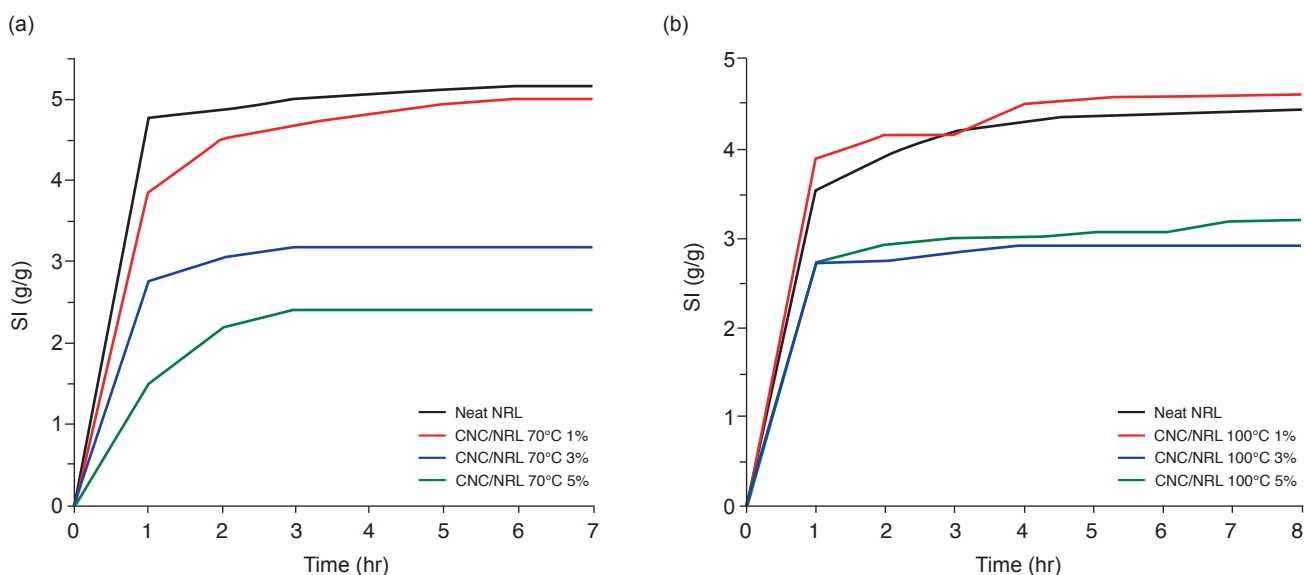 (a)
5
4
3
2
1
0
SI (g/g)
0 1 2 3 4 5 6 7
Time (hr)
Neat NRL
CNC/NRL 70°C 1%
CNC/NRL 70°C 3%
CNC/NRL 70°C 5%
(b)
5
4
3
2
1
0
SI (g/g)
0 1 2 3 4 5 6 7 8
Time (hr)
Neat NRL
CNC/NRL 100°C 1%
CNC/NRL 100°C 3%
CNC/NRL 100°C 5%